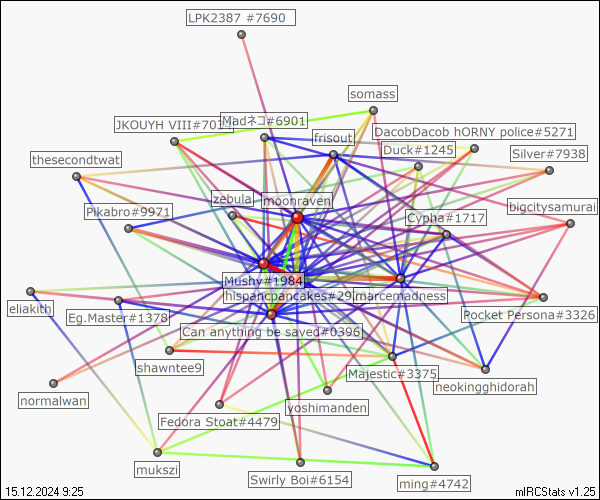 LPK2387 #7690
somass
JKOUYH VIII#7034
Madネコ#6901
frisout
DacobDacob hORNY police#5271
Duck#1245
Silver#7938
thesecondtwat
zebula
moonraven
Pikabro#9971
Cypha#1717
bigcitysamurai
Mushy#1984
hispancpancakes#29
marcemadness
eliakith
Eg.Master#1378
Can anything be saved#0396
Pocket Persona#3326
shawntee9
Majestic#3375
neokingghidorah
normalwan
yoshimanden
Fedora Stoat#4479
mukszi
Swirly Boi#6154
ming#4742
15.12.2024 9:25
mIRCStats v1.25